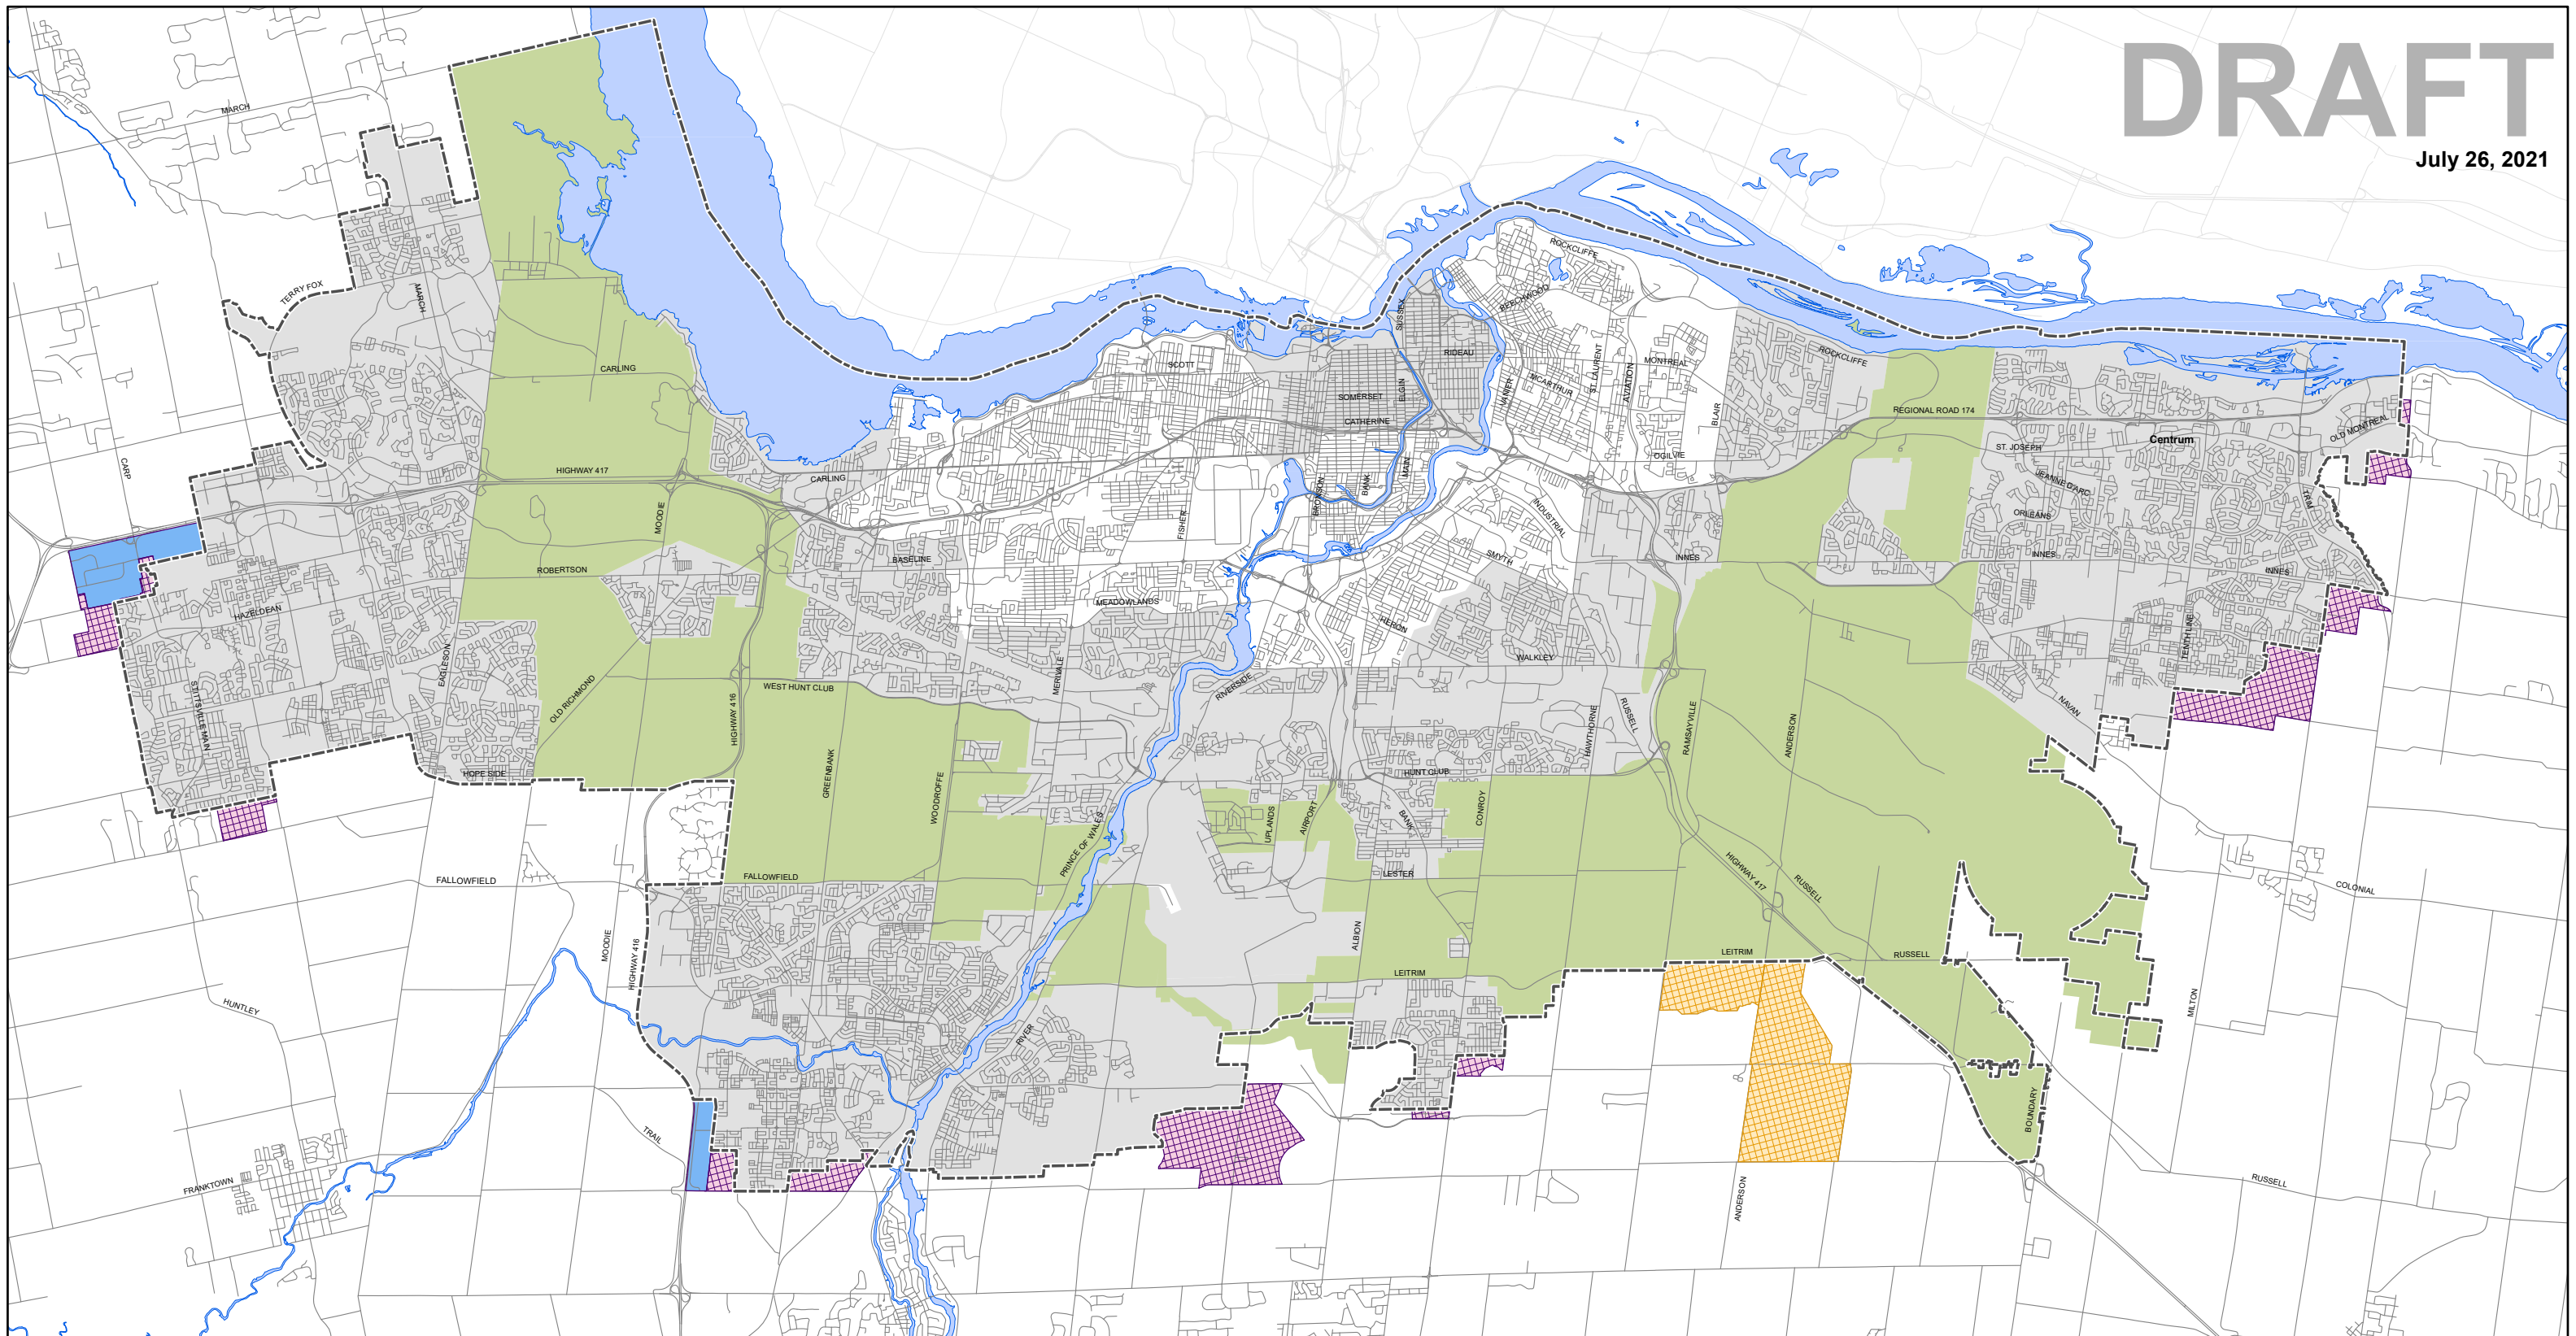 DRAFT
July 26, 2021
MARCH
TERRY FOX
MARCH
ROCKCLIFFE
BEECHWOOD
SUSSEX
RIDEAU
SCOTT
CARLING
ST. LAURENT
MONTREAL
AVIATION
MCARTHUR
VANIER
ELGIN
SOMERSET
CATHERINE
ROCKCLIFFE
BLAIR
REGIONAL ROAD 174
OLD MONTREAL
Centrum
ST. JOSEPH
JEANNE D'ARC
TRIM
ORLEANS
INNES
INNES
CARP
HIGHWAY 417
CARLING
OGILVIE
MAIN
BANK
BRONSON
MOODIE
FISHER
INDUSTRIAL
SMYTH
INNES
BASELINE
ROBERTSON
HAZELDEAN
MEADOWLANDS
HERON
TENTH LINE
WALKLEY
EAGLESON
STITTSVILLE MAIN
OLD RICHMOND
HIGHWAY 416
WEST HUNT CLUB
MERIVALE
RIVERSIDE
RUSSELL
HAWTHORNE
RAMSAYVILLE
ANDERSON
NAVAN
HOPE SIDE
GREENBANK
WOODROFFE
HUNT CLUB
PRINCE OF WALES
UPLANDS
AIRPORT
BANK
CONROY
FALLOWFIELD
FALLOWFIELD
LESTER
HIGHWAY 417
RUSSELL
COLONIAL
MOODIE
HIGHWAY 416
ALBION
LEITRIM
LEITRIM
RUSSELL
HUNTLEY
RIVER
MILTON
TRAIL
BOUNDARY
FRANKTOWN
ANDERSON
RUSSELL